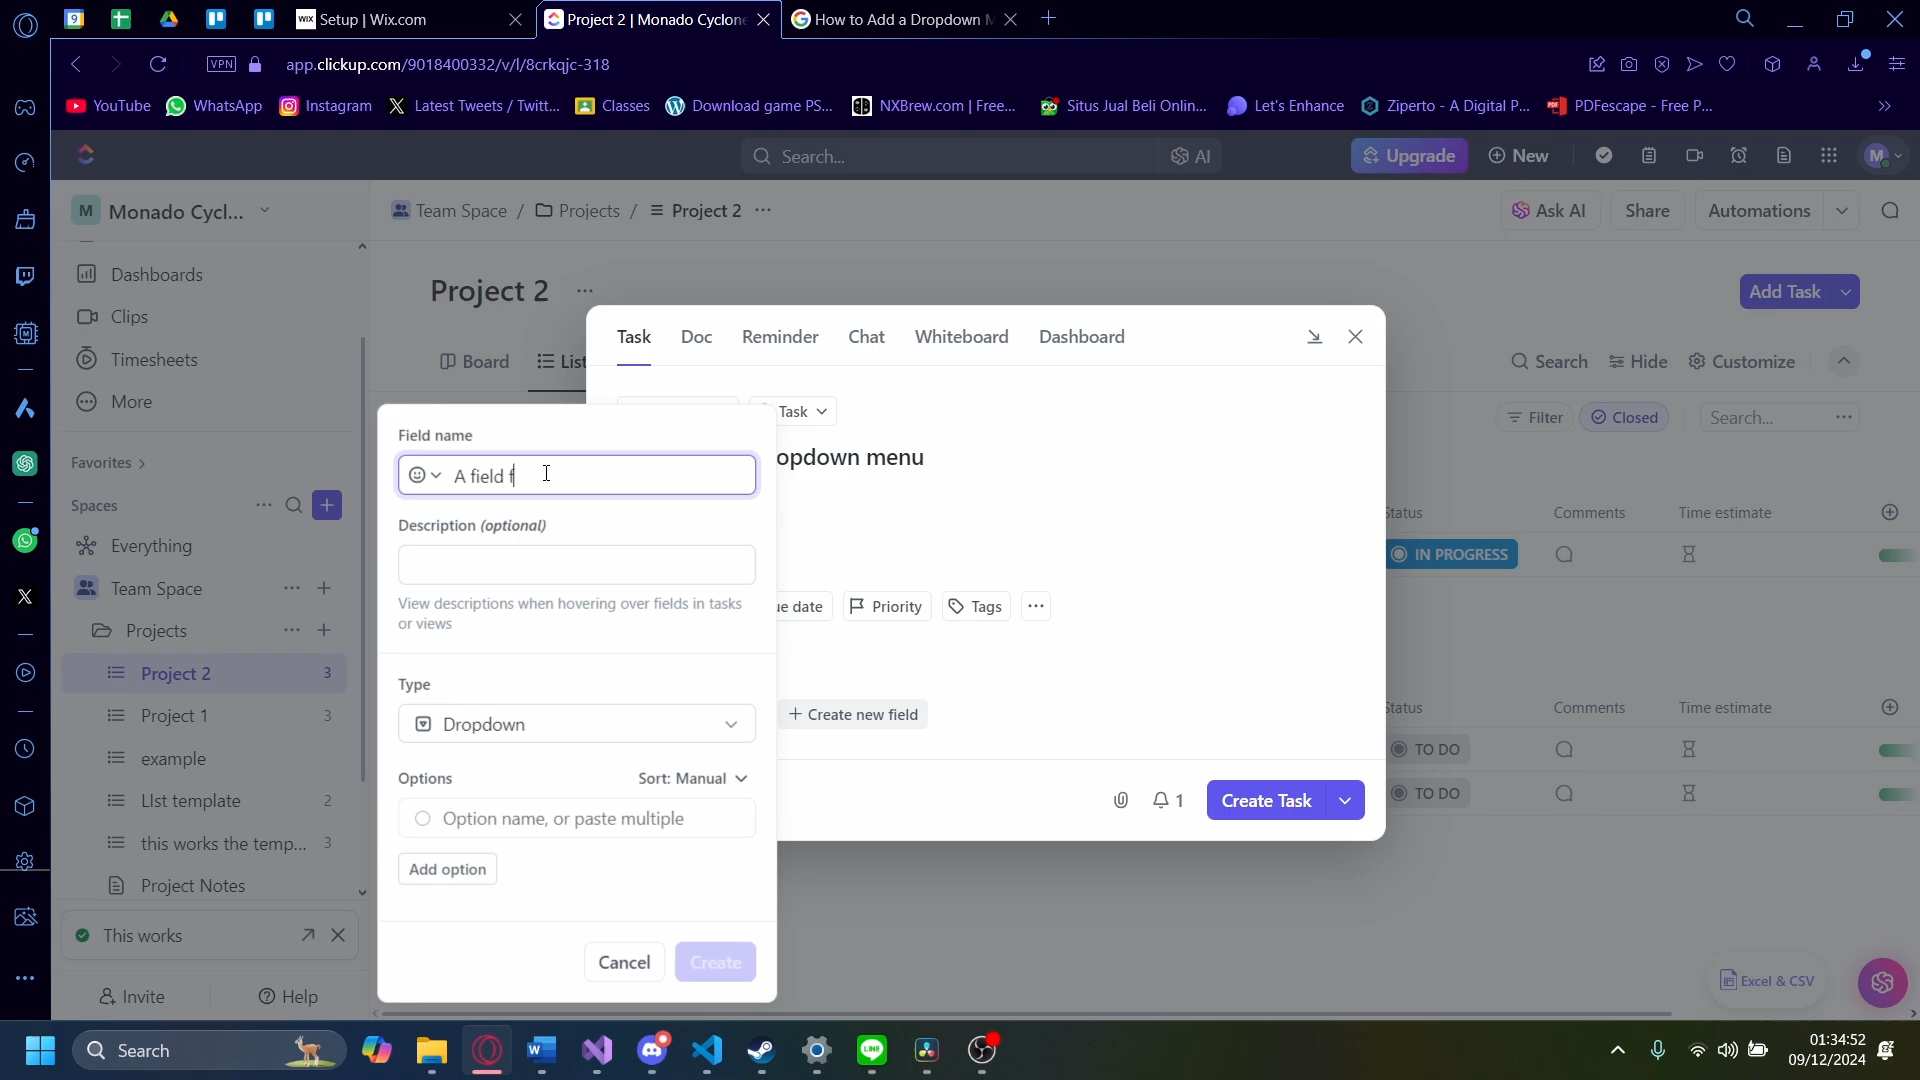 Setup | Wix.com
Project 2 | Monado Cyclone
How to Add a Dropdown M
VPN
app.clickup.com/9018400332/v/l/8crkqjc-318
YouTube
WhatsApp
Instagram
Latest Tweets / Twitt...
Classes
Download game PS...
NXBrew.com | Free...
Situs Jual Beli Onlin...
Let's Enhance
Ziperto - A Digital P...
PDFescape - Free P...
Search...
AI
Upgrade
New
M
M Monado Cycl...
Team Space / Projects / Project 2
Ask AI
Share
Automations
Dashboards
Clips
Timesheets
More
Favorites
Spaces
Everything
Team Space
Projects
Project 2 3
Project 1 3
example
LIst template 2
this works the temp... 3
Project Notes
This works
Invite
Help
Project 2
Add Task
Board
List
Search
Hide
Customize
Filter
Closed
Search...
Task
Doc
Reminder
Chat
Whiteboard
Dashboard
Task
opdown menu
ue date
Priority
Tags
Create new field
1
Create Task
Field name
A field f
Description (optional)
View descriptions when hovering over fields in tasks
or views
Type
Dropdown
Options
Sort: Manual
Option name, or paste multiple
Add option
Cancel
Create
Status
Comments
Time estimate
IN PROGRESS
Status
Comments
Time estimate
TO DO
TO DO
Excel & CSV
Search
01:34:52
09/12/2024